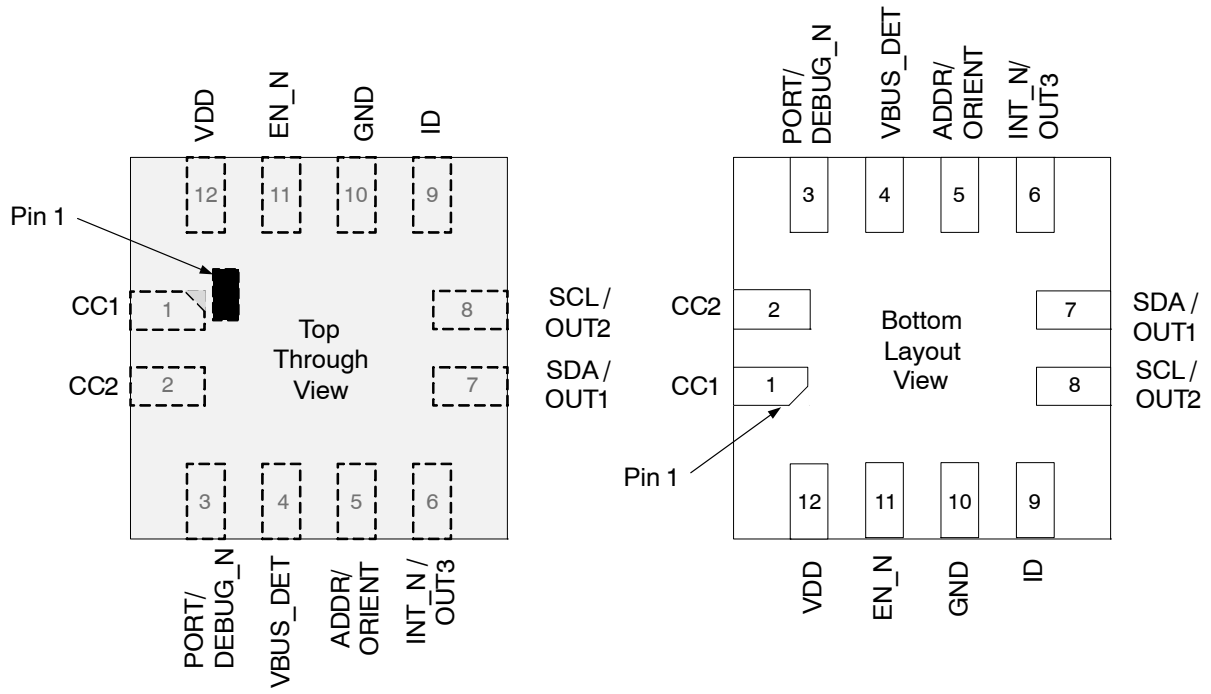 VDD
EN_N
GND
ID
12
11
10
9
Pin 1
CC1
1
8
SCL /
OUT2
Top
Through
View
CC2
2
7
SDA /
OUT1
3
4
5
6
PORT/
DEBUG_N
VBUS_DET
ADDR/
ORIENT
INT_N /
OUT3
PORT/
DEBUG_N
VBUS_DET
ADDR/
ORIENT
INT_N/
OUT3
3
4
5
6
CC2
2
7
SDA /
OUT1
Bottom
Layout
View
CC1
1
8
SCL /
OUT2
Pin 1
12
11
10
9
VDD
EN_N
GND
ID